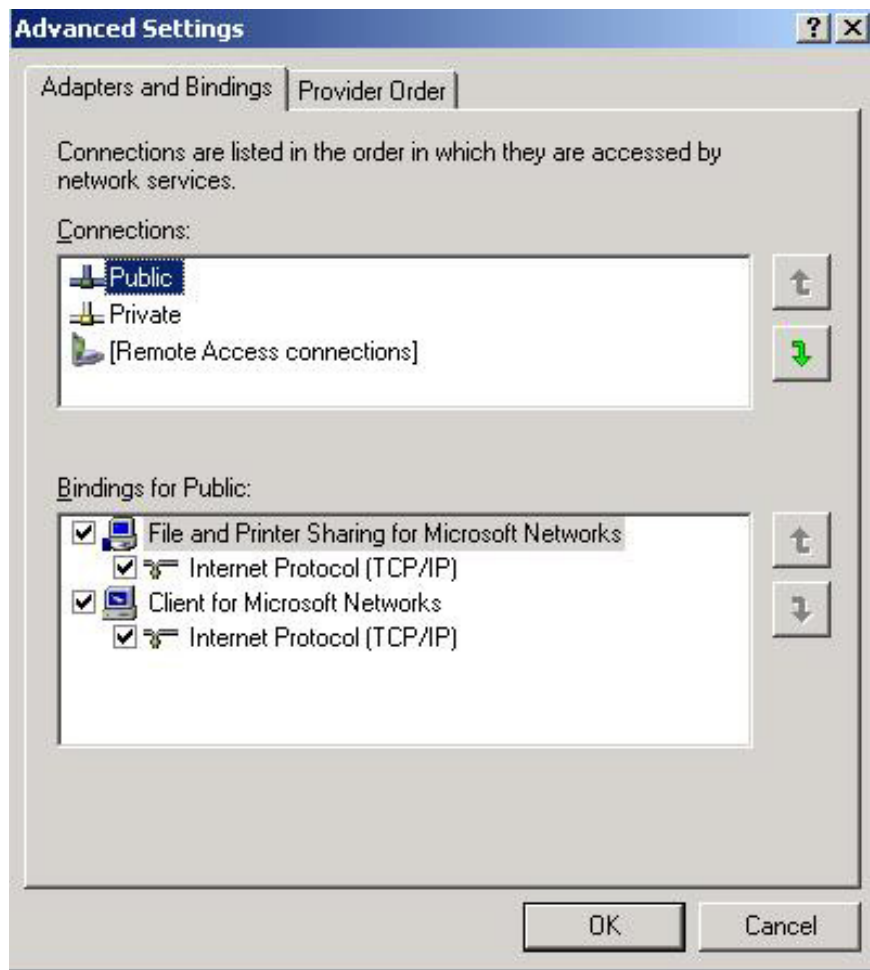 Advanced Settings
Adapters and Bindings
Provider Order
Connections are listed in the order in which they are accessed by
network services.
Connections:
Public
Private
[Remote Access connections]
Bindings for Public:
File and Printer Sharing for Microsoft Networks
Internet Protocol (TCP/IP)
Client for Microsoft Networks
Internet Protocol (TCP/IP)
OK
Cancel